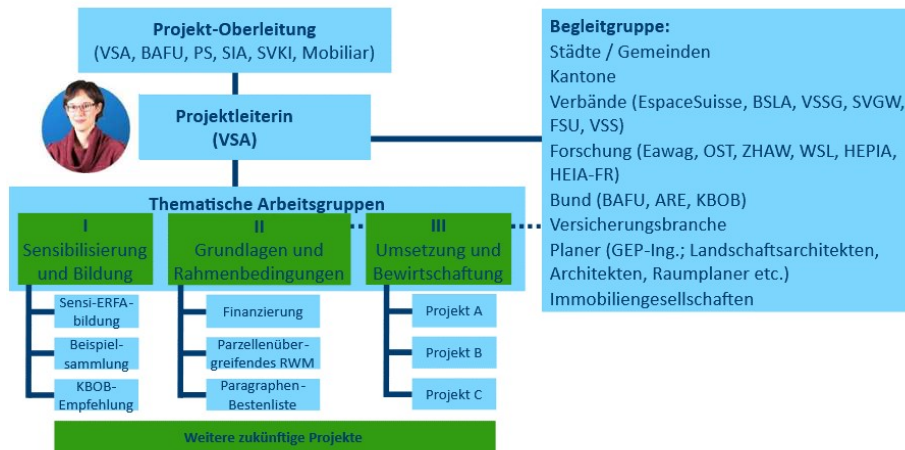 Projekt-Oberleitung
(VSA, BAFU, PS, SIA, SVKI, Mobiliar)
Projektleiterin
(VSA)
Thematische Arbeitsgruppen
I
Sensibilisierung
und Bildung
II
Grundlagen und
Rahmenbedingungen
III
Umsetzung und
Bewirtschaftung
Sensi-ERFA-
bildung
Beispiel-
sammlung
KBOB-
Empfehlung
Finanzierung
Parzellenüber-
greifendes RWM
Paragraphen-
Bestenliste
Projekt A
Projekt B
Projekt C
Weitere zukünftige Projekte
Begleitgruppe:
Städte / Gemeinden
Kantone
Verbände (EspaceSuisse, BSLA, VSSG, SVGW,
FSU, VSS)
Forschung (Eawag, OST, ZHAW, WSL, HEPIA,
HEIA-FR)
Bund (BAFU, ARE, KBOB)
Versicherungsbranche
Planer (GEP-Ing.; Landschaftsarchitekten,
Architekten, Raumplaner etc.)
Immobiliengesellschaften